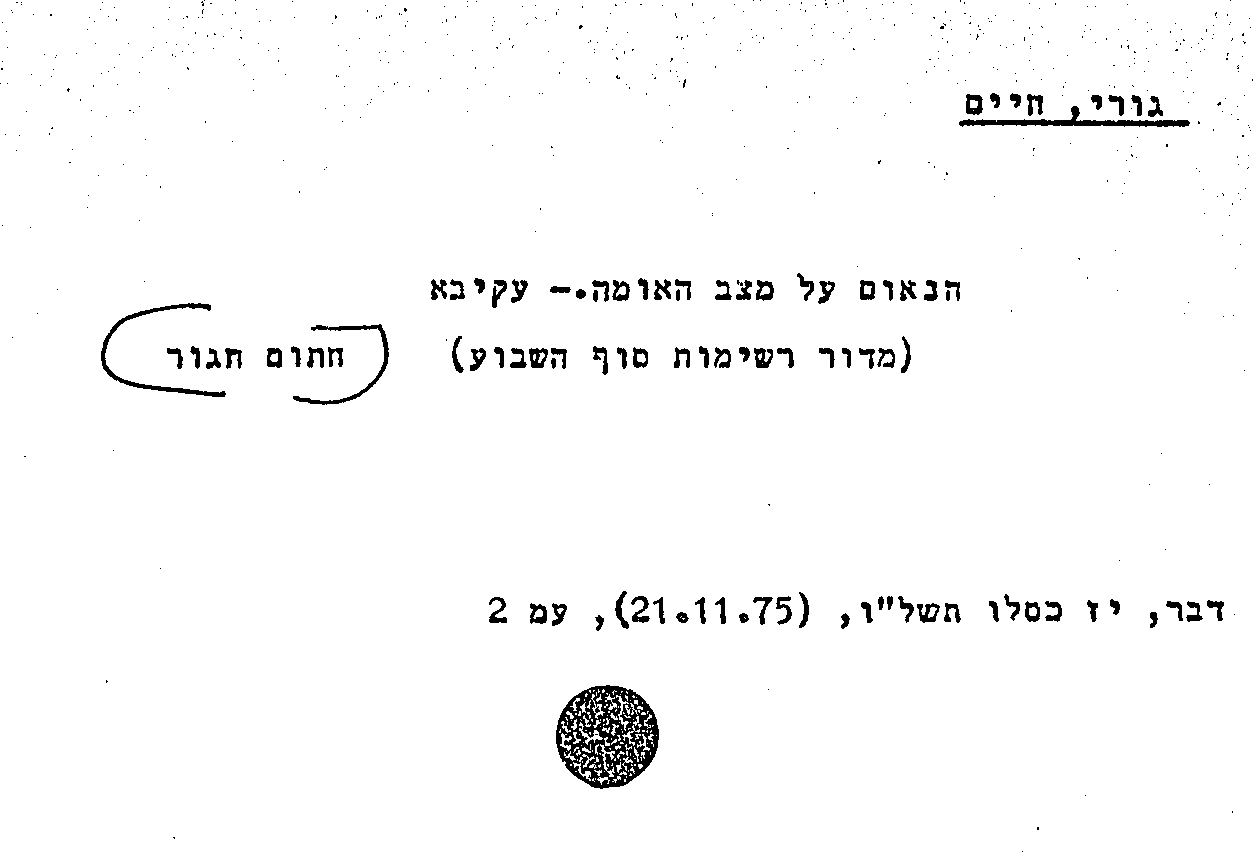 גורי, חיים
הנאום על מצב האומה.- עקיבא
(מדור רשימות סוף השבוע) חתום חגור
דבר, יז כסלו תשל"ו, (21.11.75), עמ 2